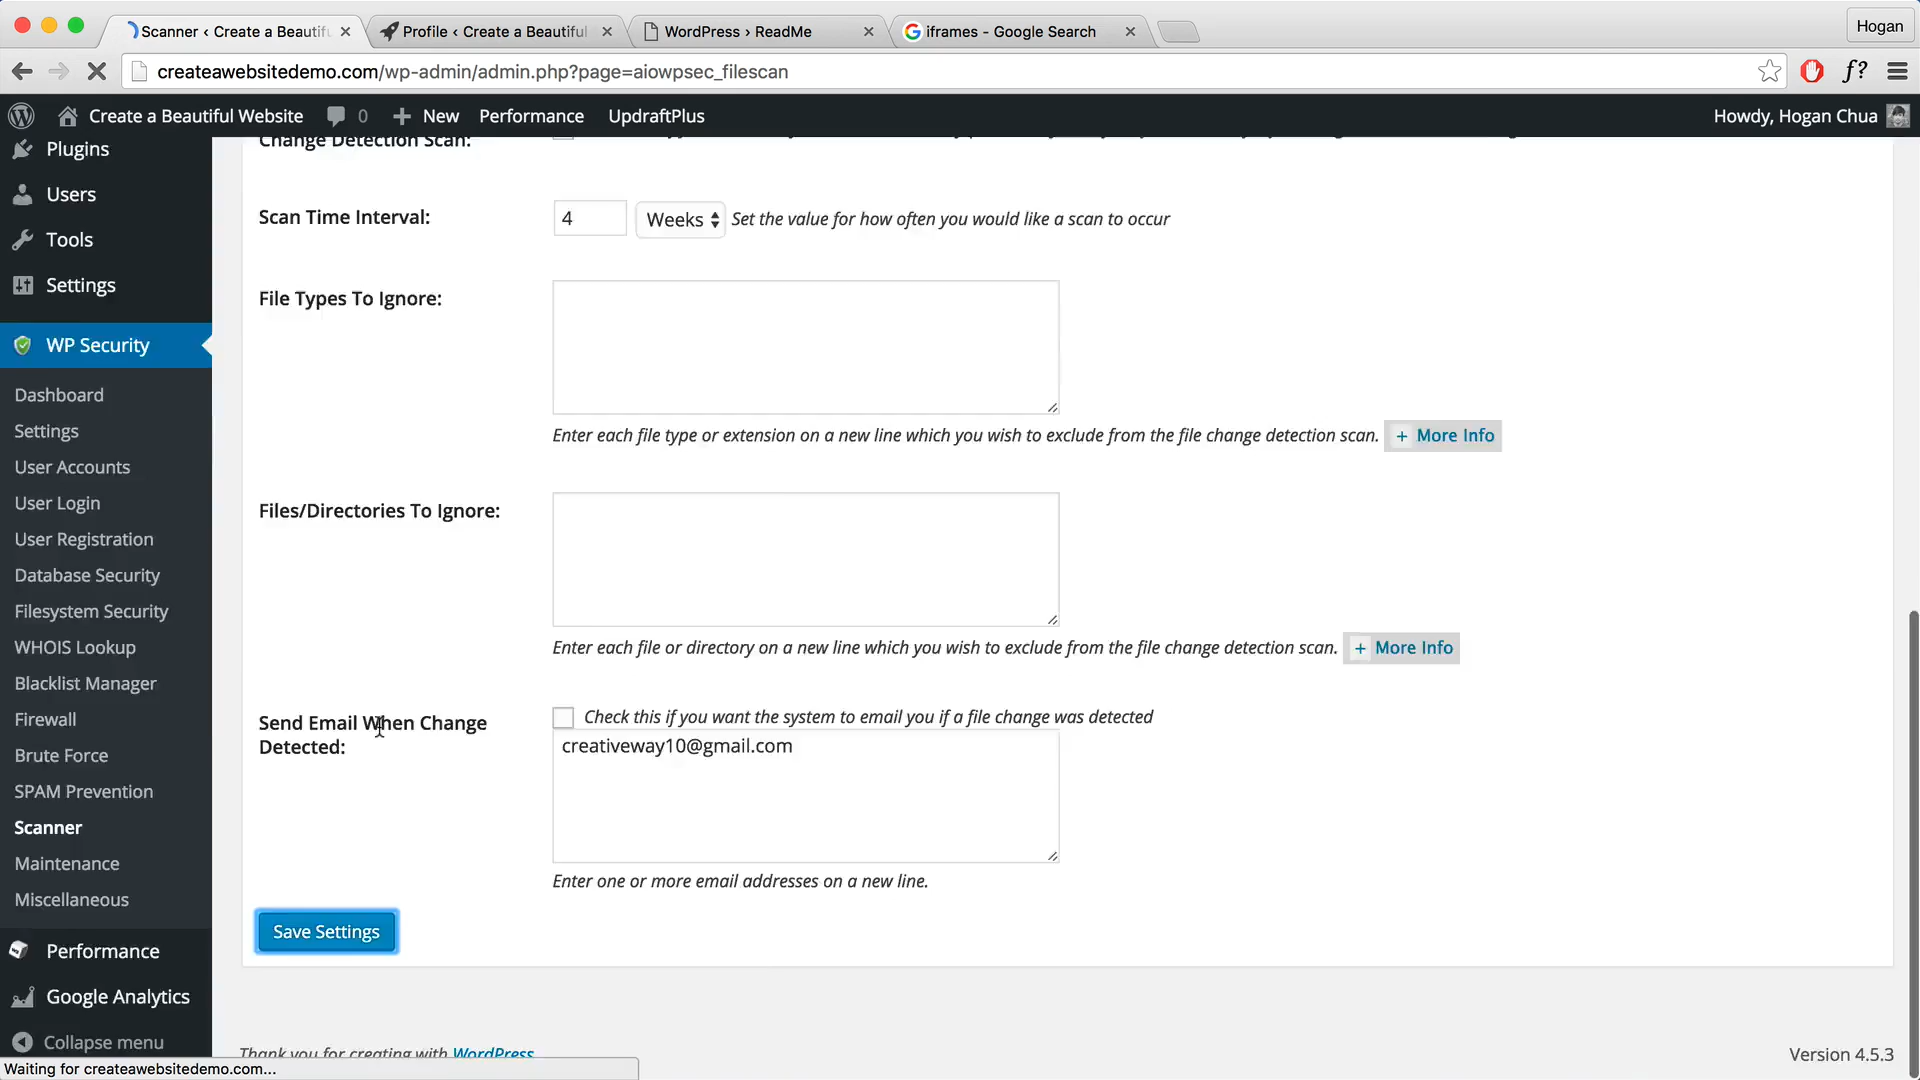 Scanner ‹ Create a Beautif
Profile ‹ Create a Beautiful
WordPress › ReadMe
iframes - Google Search
Hogan
createawebsitedemo.com/wp-admin/admin.php?page=aiowpsec_filescan
f?
Create a Beautiful Website
0
New
Performance
UpdraftPlus
Howdy, Hogan Chua
Plugins
Users
Tools
Settings
WP Security
Dashboard
Settings
User Accounts
User Login
User Registration
Database Security
Filesystem Security
WHOIS Lookup
Blacklist Manager
Firewall
Brute Force
SPAM Prevention
Scanner
Maintenance
Miscellaneous
Performance
Google Analytics
Collapse menu
Change Detection Scan:
Scan Time Interval:
4
Weeks
Set the value for how often you would like a scan to occur
File Types To Ignore:
Enter each file type or extension on a new line which you wish to exclude from the file change detection scan.
+ More Info
Files/Directories To Ignore:
Enter each file or directory on a new line which you wish to exclude from the file change detection scan.
+ More Info
Send Email When Change
Detected:
Check this if you want the system to email you if a file change was detected
creativeway10@gmail.com
Enter one or more email addresses on a new line.
Save Settings
Thank you for creating with WordPress
Version 4.5.3
Waiting for createawebsitedemo.com...